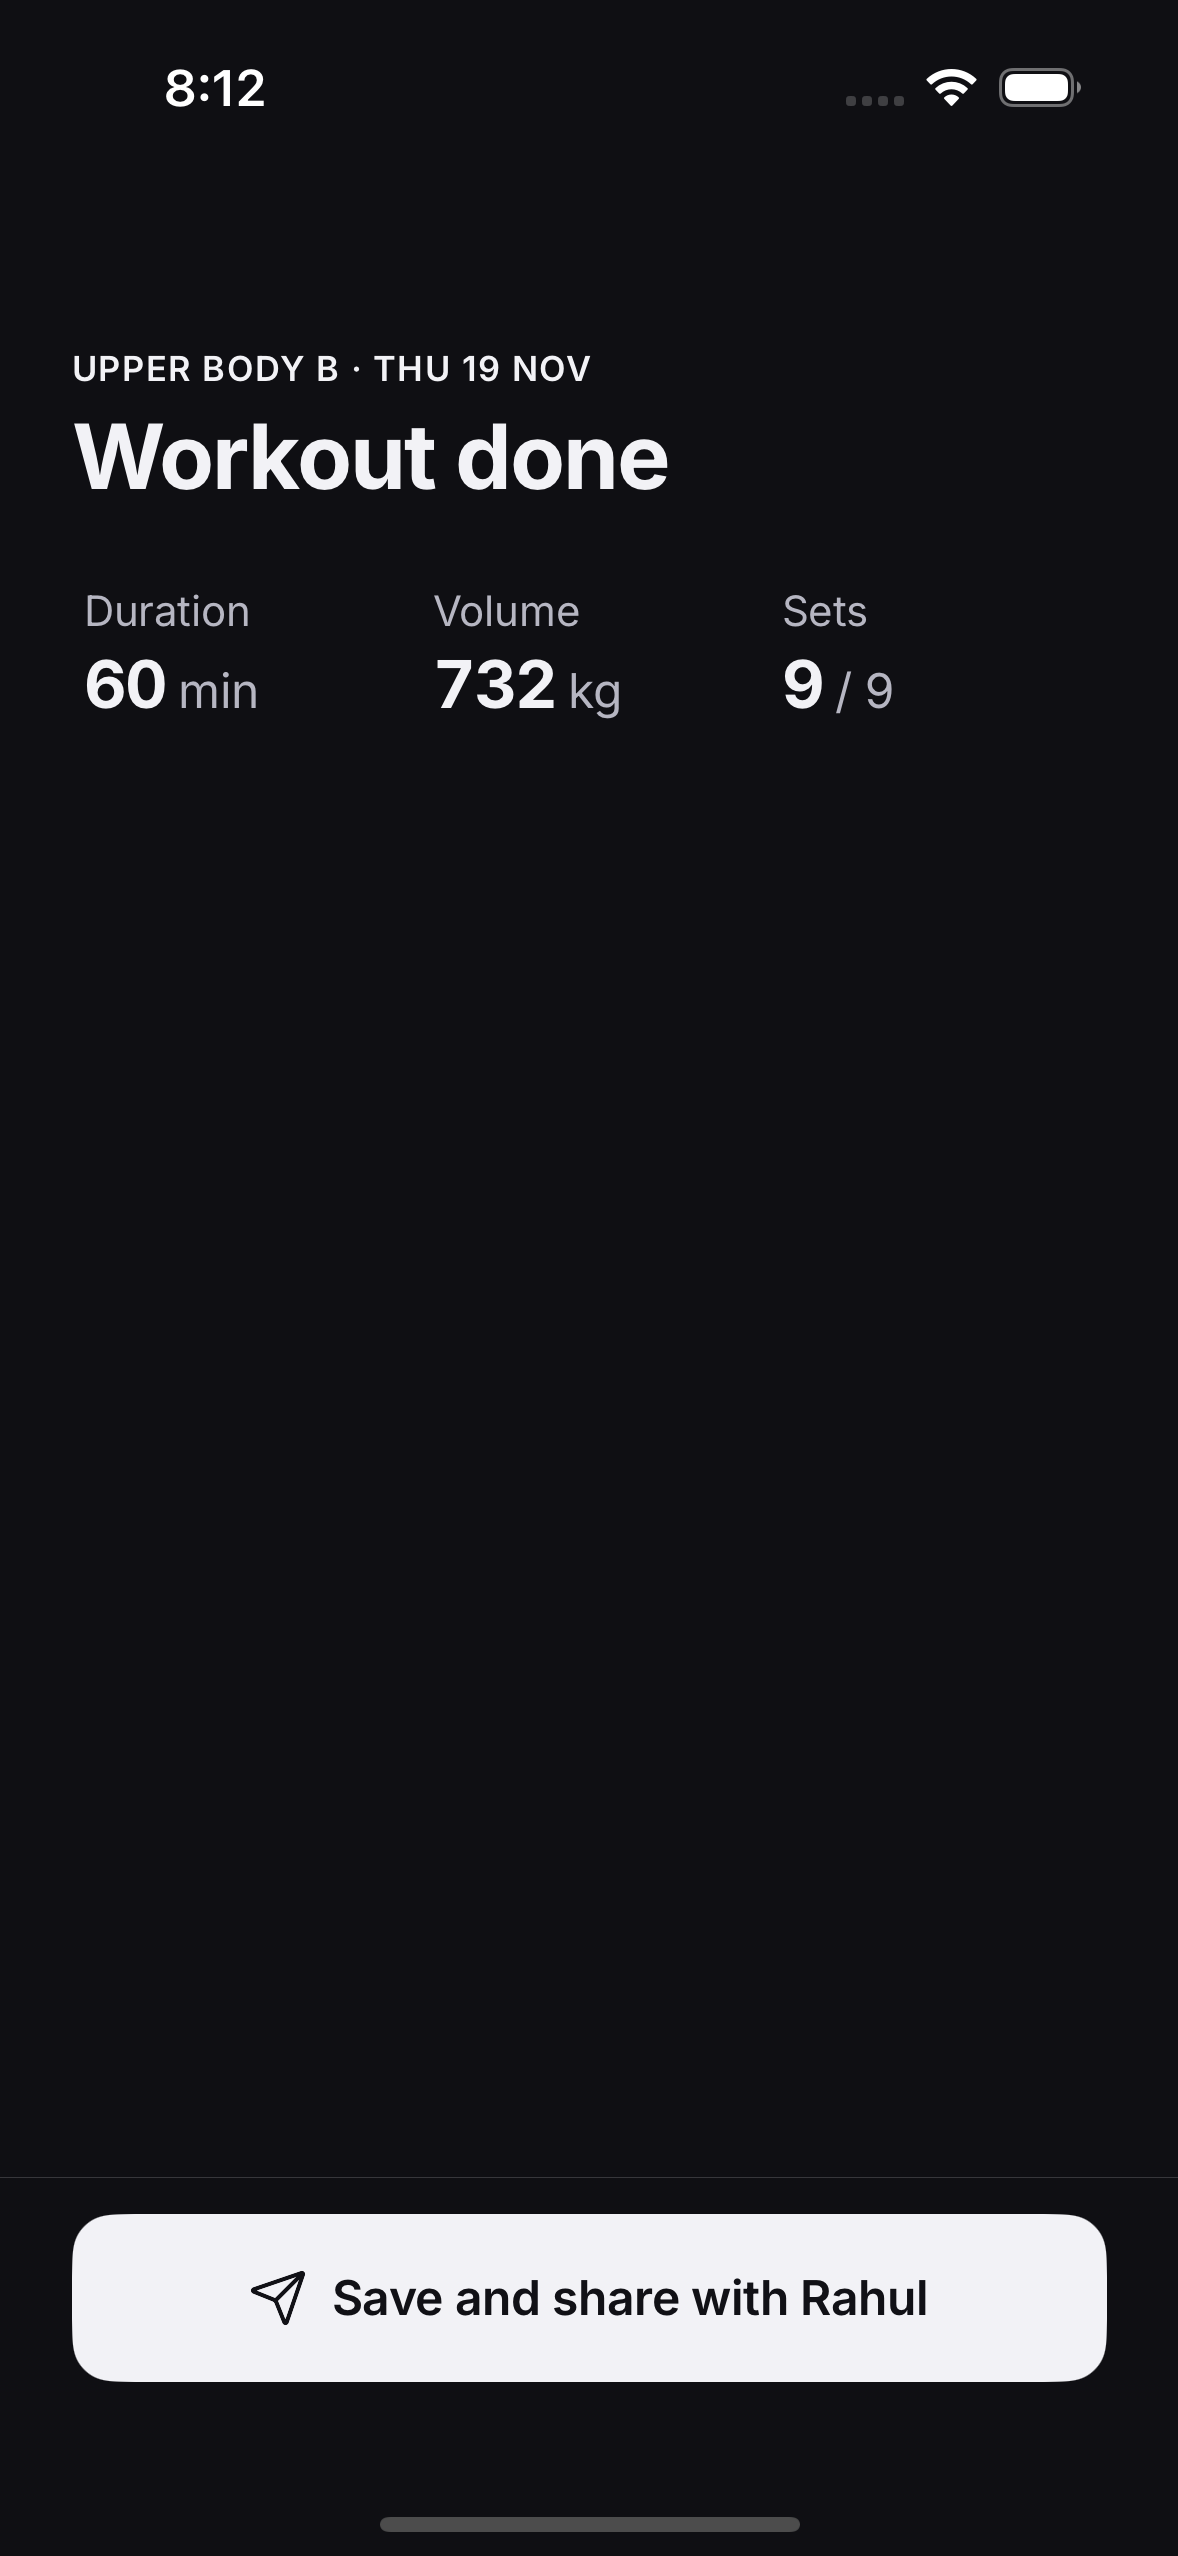 8:12
UPPER BODY B · THU 19 NOV
Workout done
Duration Volume Sets
60 min 732 kg 9 / 9
Save and share with Rahul